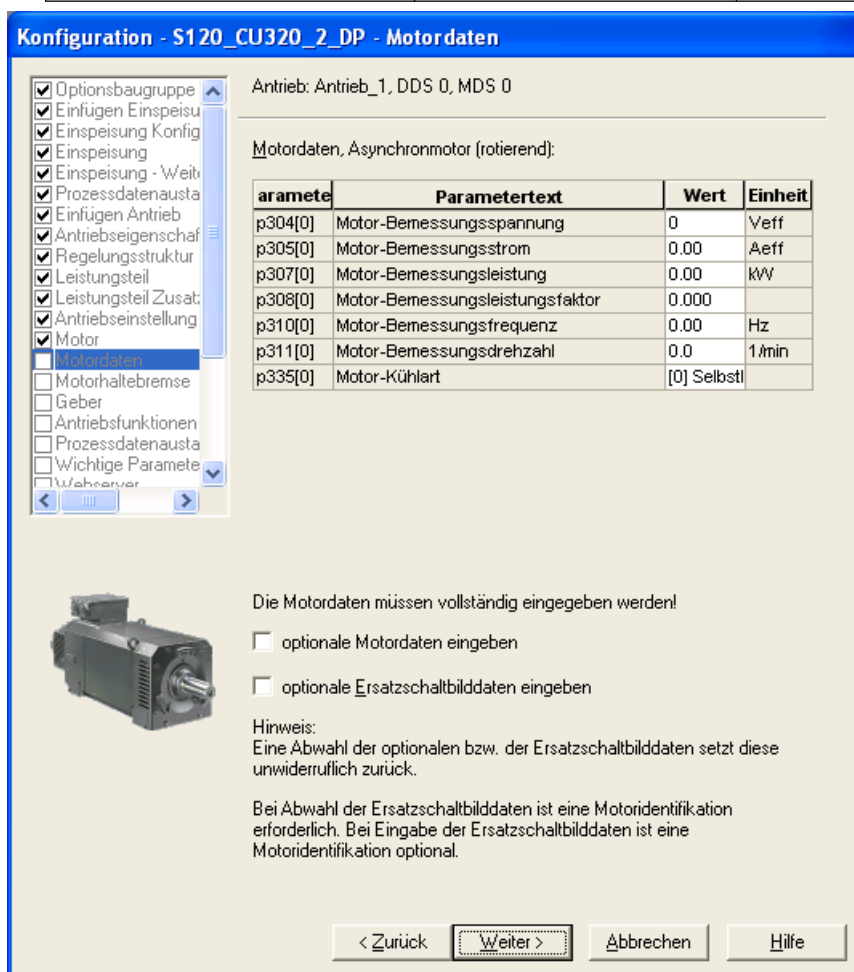 Konfiguration - S120_CU320_2_DP - Motordaten
Optionsbaugruppe
Einfügen Einspeisu
Einspeisung Konfig
Einspeisung
Einspeisung - Weit
Prozessdatenausta
Einfügen Antrieb
Antriebseigenschaf
Regelungsstruktur
Leistungsteil
Leistungsteil Zusat
Antriebseinstellung
Motor
Motordaten
Motorhaltebremse
Geber
Antriebsfunktionen
Prozessdatenausta
Wichtige Paramete
Webserver
Antrieb: Antrieb_1, DDS 0, MDS 0
Motordaten, Asynchronmotor (rotierend):
aramete Parametertext Wert Einheit
p304[0] Motor-Bemessungsspannung 0 Veff
p305[0] Motor-Bemessungsstrom 0.00 Aeff
p307[0] Motor-Bemessungsleistung 0.00 kW
p308[0] Motor-Bemessungsleistungsfaktor 0.000
p310[0] Motor-Bemessungsfrequenz 0.00 Hz
p311[0] Motor-Bemessungsdrehzahl 0.0 1/min
p335[0] Motor-Kühlart [0] Selbstl
Die Motordaten müssen vollständig eingegeben werden!
optionale Motordaten eingeben
optionale Ersatzschaltbilddaten eingeben
Hinweis:
Eine Abwahl der optionalen bzw. der Ersatzschaltbilddaten setzt diese
unwiderruflich zurück.
Bei Abwahl der Ersatzschaltbilddaten ist eine Motoridentifikation
erforderlich. Bei Eingabe der Ersatzschaltbilddaten ist eine
Motoridentifikation optional.
< Zurück Weiter > Abbrechen Hilfe